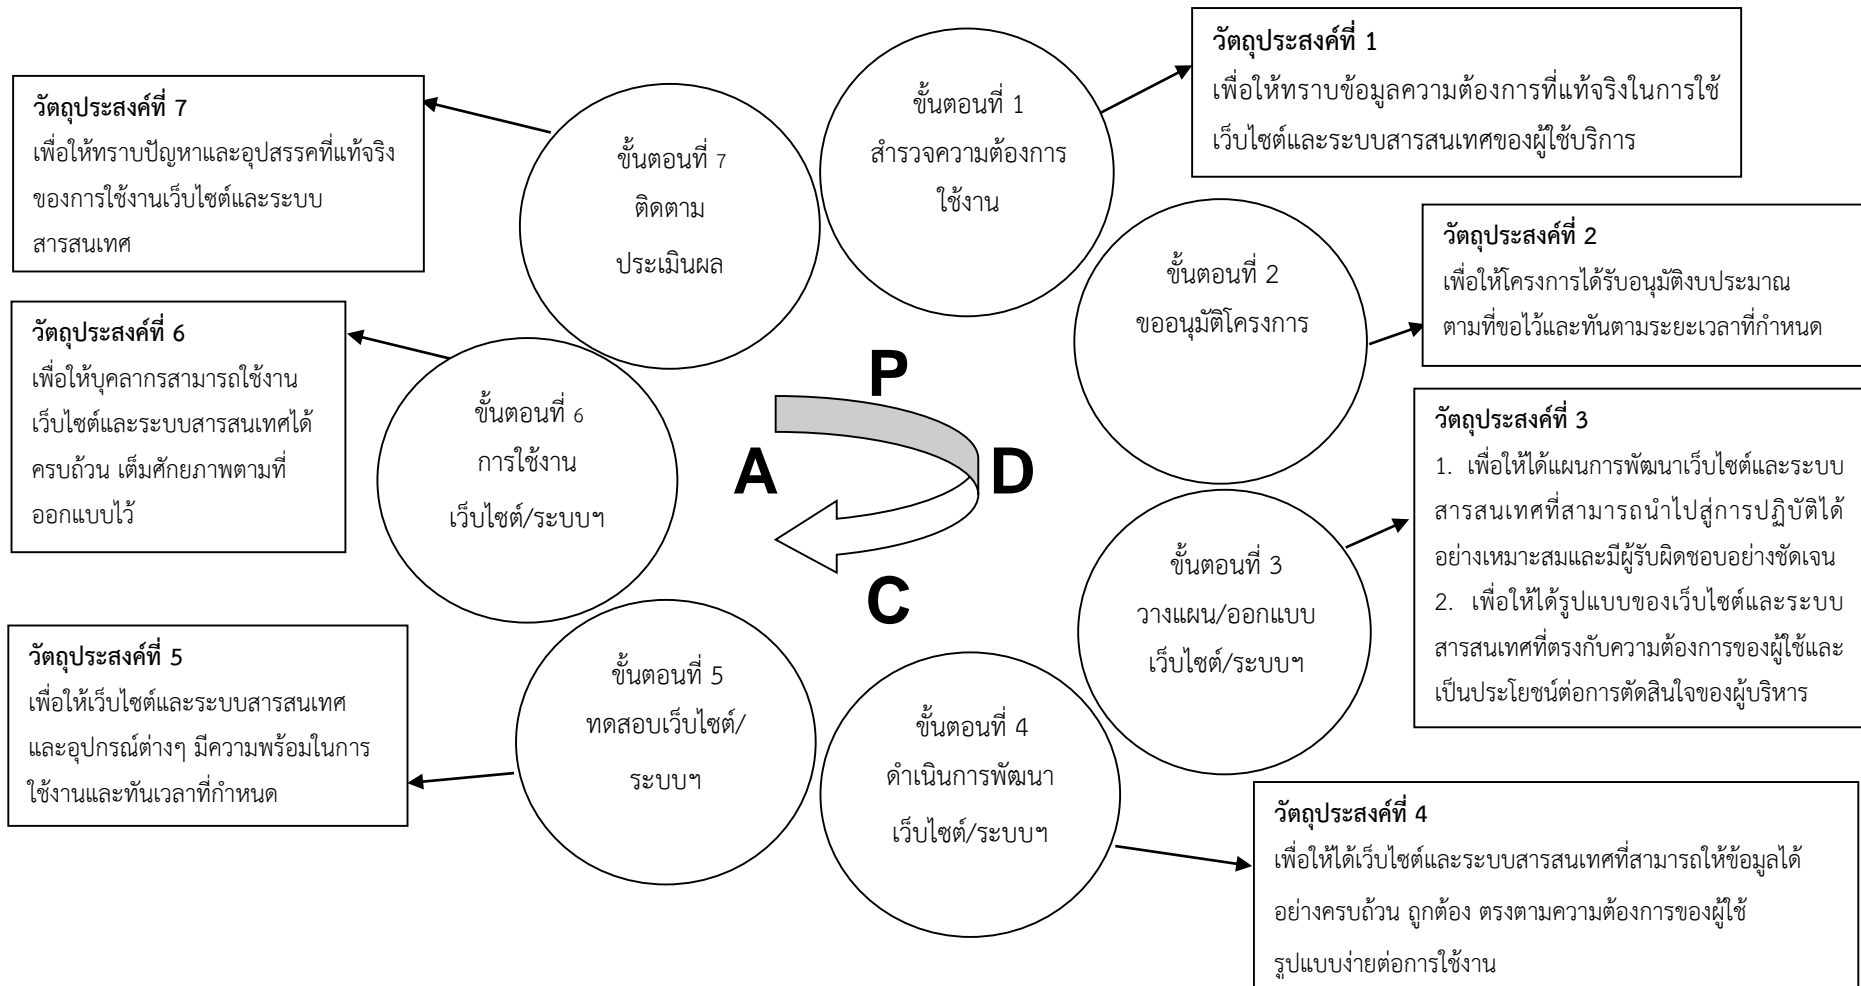 วัตถุประสงค์ที่ 1
เพื่อให้ทราบข้อมูลความต้องการที่แท้จริงในการใช้
เว็บไซต์และระบบสารสนเทศของผู้ใช้บริการ
วัตถุประสงค์ที่ 7
เพื่อให้ทราบปัญหาและอุปสรรคที่แท้จริง
ของการใช้งานเว็บไซต์และระบบ
สารสนเทศ
ขั้นตอนที่ 7
ติดตาม
ประเมินผล
ขั้นตอนที่ 1
สำรวจความต้องการ
ใช้งาน
ขั้นตอนที่ 2
ขออนุมัติโครงการ
วัตถุประสงค์ที่ 2
เพื่อให้โครงการได้รับอนุมัติงบประมาณ
ตามที่ขอไว้และทันตามระยะเวลาที่กำหนด
วัตถุประสงค์ที่ 6
เพื่อให้บุคลากรสามารถใช้งาน
เว็บไซต์และระบบสารสนเทศได้
ครบถ้วน เต็มศักยภาพตามที่
ออกแบบไว้
ขั้นตอนที่ 6
การใช้งาน
เว็บไซต์/ระบบฯ
P
A
D
C
วัตถุประสงค์ที่ 3
1. เพื่อให้ได้แผนการพัฒนาเว็บไซต์และระบบ
สารสนเทศที่สามารถนำไปสู่การปฏิบัติได้
อย่างเหมาะสมและมีผู้รับผิดชอบอย่างชัดเจน
2. เพื่อให้ได้รูปแบบของเว็บไซต์และระบบ
สารสนเทศที่ตรงกับความต้องการของผู้ใช้และ
เป็นประโยชน์ต่อการตัดสินใจของผู้บริหาร
ขั้นตอนที่ 3
วางแผน/ออกแบบ
เว็บไซต์/ระบบฯ
วัตถุประสงค์ที่ 5
เพื่อให้เว็บไซต์และระบบสารสนเทศ
และอุปกรณ์ต่างๆ มีความพร้อมในการ
ใช้งานและทันเวลาที่กำหนด
ขั้นตอนที่ 5
ทดสอบเว็บไซต์/
ระบบฯ
ขั้นตอนที่ 4
ดำเนินการพัฒนา
เว็บไซต์/ระบบฯ
วัตถุประสงค์ที่ 4
เพื่อให้ได้เว็บไซต์และระบบสารสนเทศที่สามารถให้ข้อมูลได้
อย่างครบถ้วน ถูกต้อง ตรงตามความต้องการของผู้ใช้
รูปแบบง่ายต่อการใช้งาน